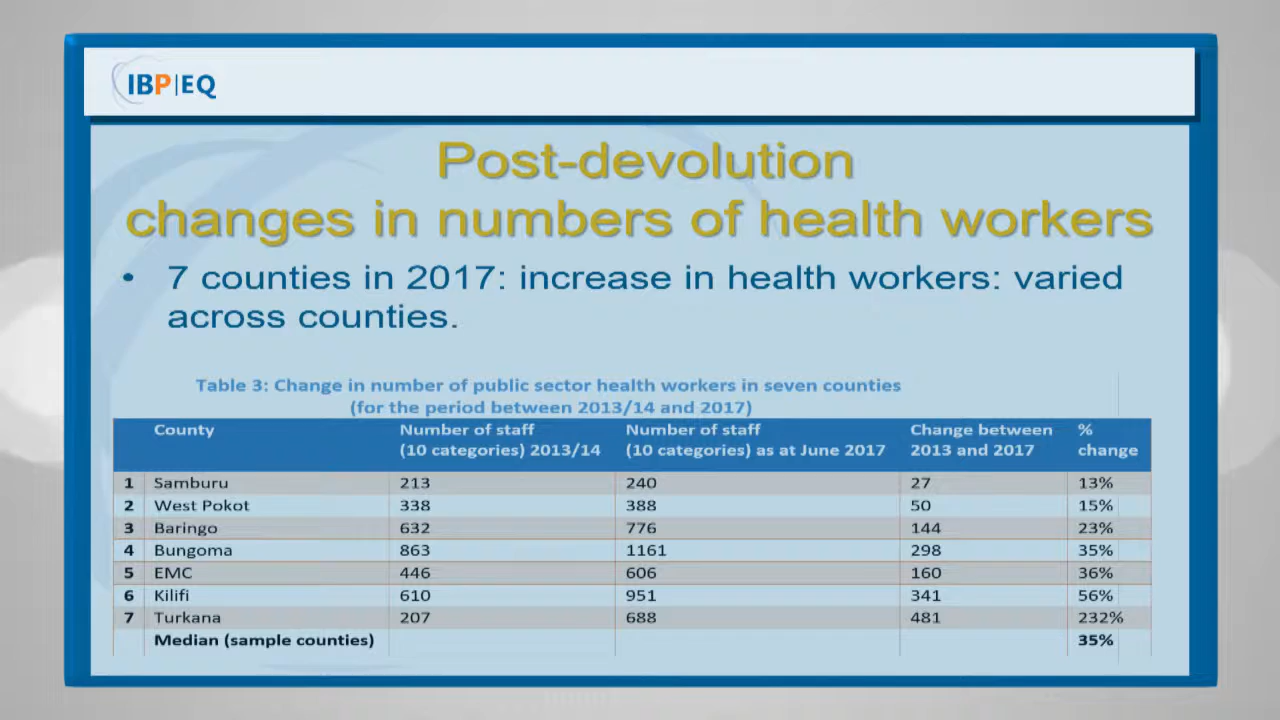 IBP|EQ
Post-devolution
changes in numbers of health workers
• 7 counties in 2017: increase in health workers: varied
across counties.
Table 3: Change in number of public sector health workers in seven counties
(for the period between 2013/14 and 2017)
County Number of staff Number of staff Change between %
(10 categories) 2013/14 (10 categories) as at June 2017 2013 and 2017 change
1 Samburu 213 240 27 13%
2 West Pokot 338 388 50 15%
3 Baringo 632 776 144 23%
4 Bungoma 863 1161 298 35%
5 EMC 446 606 160 36%
6 Kilifi 610 951 341 56%
7 Turkana 207 688 481 232%
Median (sample counties) 35%